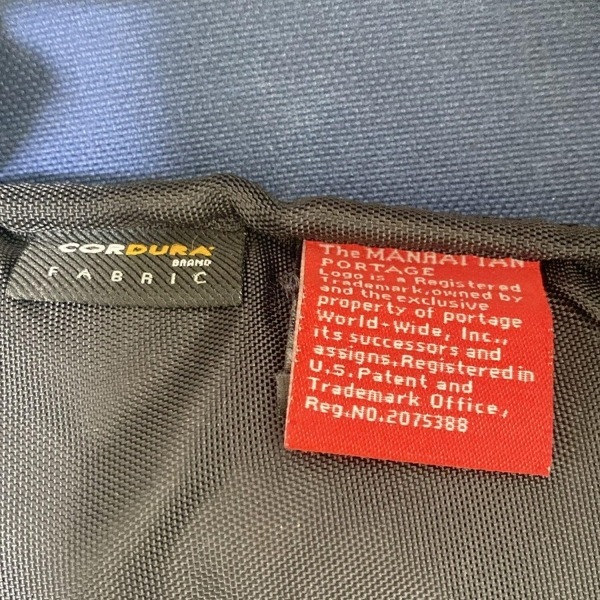 CORDURA
BRAND
FABRIC
The MANHATTAN
PORTAGE
Logo is a Registered
Trademark,owned by
and the exclusive
property of portage
World-Wide, Inc.,
its successors and
assigns.Registered in
U.S. Patent and
Trademark Office,
Reg.NO.2075388